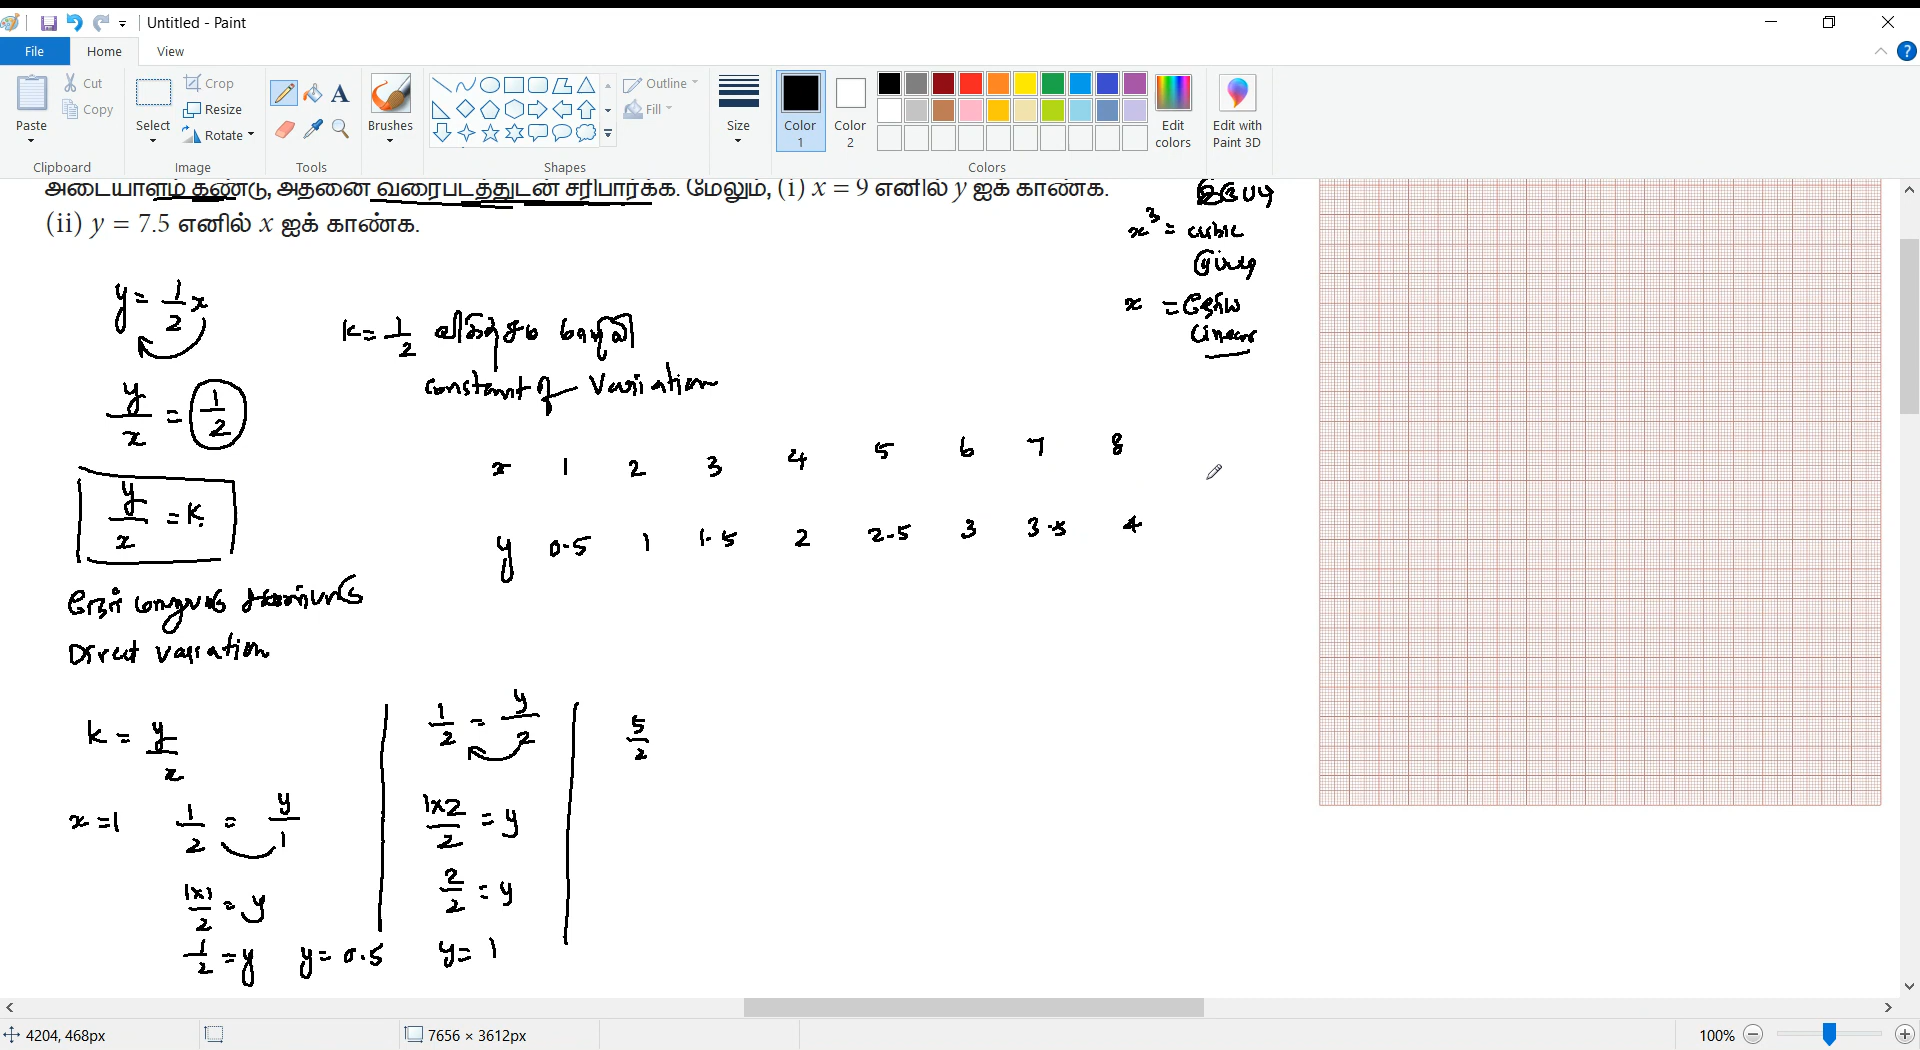 Untitled - Paint
File Home View
Paste
Cut
Copy
Clipboard
Select
Crop
Resize
Rotate
Image
Tools
Brushes
Shapes
Outline
Fill
Size
Color 1
Color 2
Colors
Edit colors
Edit with Paint 3D
அடையாளம் கண்டு, அதனை வரைபடத்துடன் சரிபார்க்க. மேலும், (i) x = 9 எனில் y ஐக் காண்க.
(ii) y = 7.5 எனில் x ஐக் காண்க.
x³ = cubic
x = நேரிய
Linear
y = 1/2 x
k = 1/2
constant of Variation
y/x = 1/2
y/x = k
x 1 2 3 4 5 6 7 8
y 0.5 1 1.5 2 2.5 3 3.5 4
நேர் மாறுபாடு
Direct variation
k = y/x
x = 1 1/2 = y/1
1x1/2 = y
1/2 = y y = 0.5
1/2 = y/2
1x2/2 = y
2/2 = y
y = 1
5/2
4204, 468px
7656 × 3612px
100%